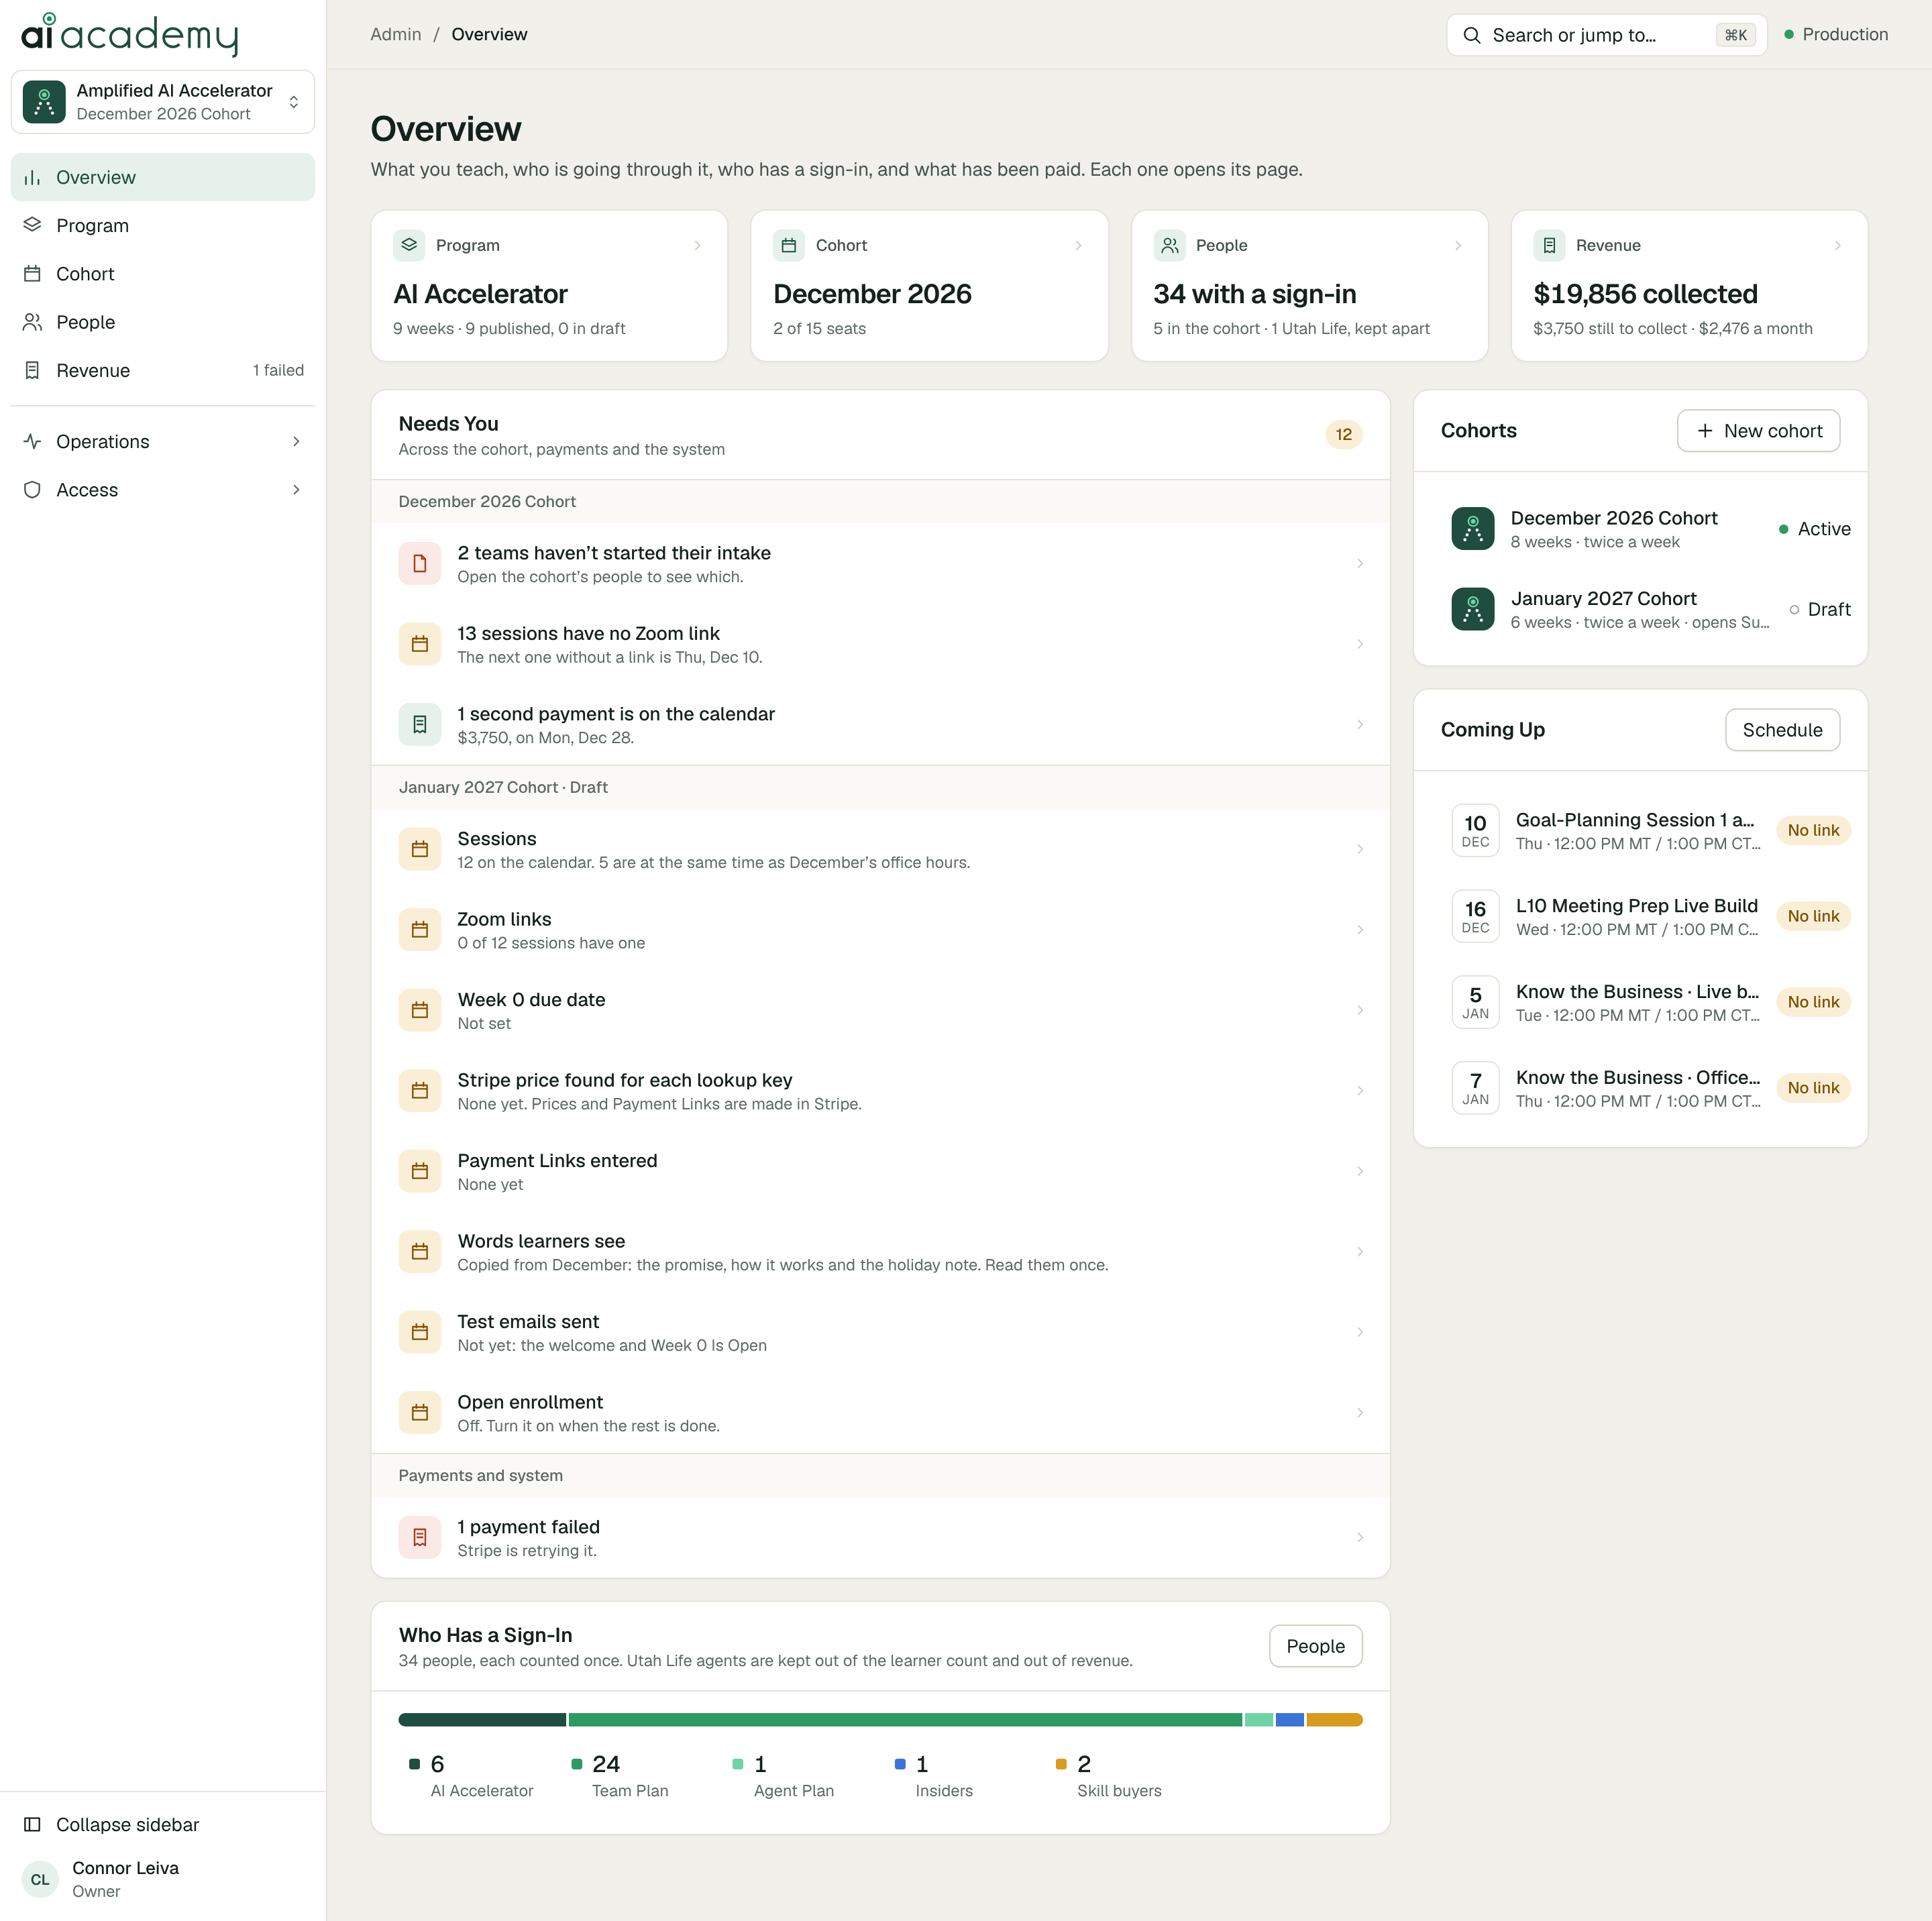 ai academy
Amplified AI Accelerator
December 2026 Cohort
Overview
Program
Cohort
People
Revenue
1 failed
Operations
Access
Collapse sidebar
CL
Connor Leiva
Owner
Admin / Overview
Search or jump to...
⌘K
Production
Overview
What you teach, who is going through it, who has a sign-in, and what has been paid. Each one opens its page.
Program
AI Accelerator
9 weeks · 9 published, 0 in draft
Cohort
December 2026
2 of 15 seats
People
34 with a sign-in
5 in the cohort · 1 Utah Life, kept apart
Revenue
$19,856 collected
$3,750 still to collect · $2,476 a month
Needs You
Across the cohort, payments and the system
12
December 2026 Cohort
2 teams haven’t started their intake
Open the cohort’s people to see which.
13 sessions have no Zoom link
The next one without a link is Thu, Dec 10.
1 second payment is on the calendar
$3,750, on Mon, Dec 28.
January 2027 Cohort · Draft
Sessions
12 on the calendar. 5 are at the same time as December’s office hours.
Zoom links
0 of 12 sessions have one
Week 0 due date
Not set
Stripe price found for each lookup key
None yet. Prices and Payment Links are made in Stripe.
Payment Links entered
None yet
Words learners see
Copied from December: the promise, how it works and the holiday note. Read them once.
Test emails sent
Not yet: the welcome and Week 0 Is Open
Open enrollment
Off. Turn it on when the rest is done.
Payments and system
1 payment failed
Stripe is retrying it.
Who Has a Sign-In
34 people, each counted once. Utah Life agents are kept out of the learner count and out of revenue.
People
6
AI Accelerator
24
Team Plan
1
Agent Plan
1
Insiders
2
Skill buyers
Cohorts
New cohort
December 2026 Cohort
8 weeks · twice a week
Active
January 2027 Cohort
6 weeks · twice a week · opens Su...
Draft
Coming Up
Schedule
10
DEC
Goal-Planning Session 1 a...
Thu · 12:00 PM MT / 1:00 PM CT...
No link
16
DEC
L10 Meeting Prep Live Build
Wed · 12:00 PM MT / 1:00 PM C...
No link
5
JAN
Know the Business · Live b...
Tue · 12:00 PM MT / 1:00 PM CT...
No link
7
JAN
Know the Business · Office...
Thu · 12:00 PM MT / 1:00 PM CT...
No link